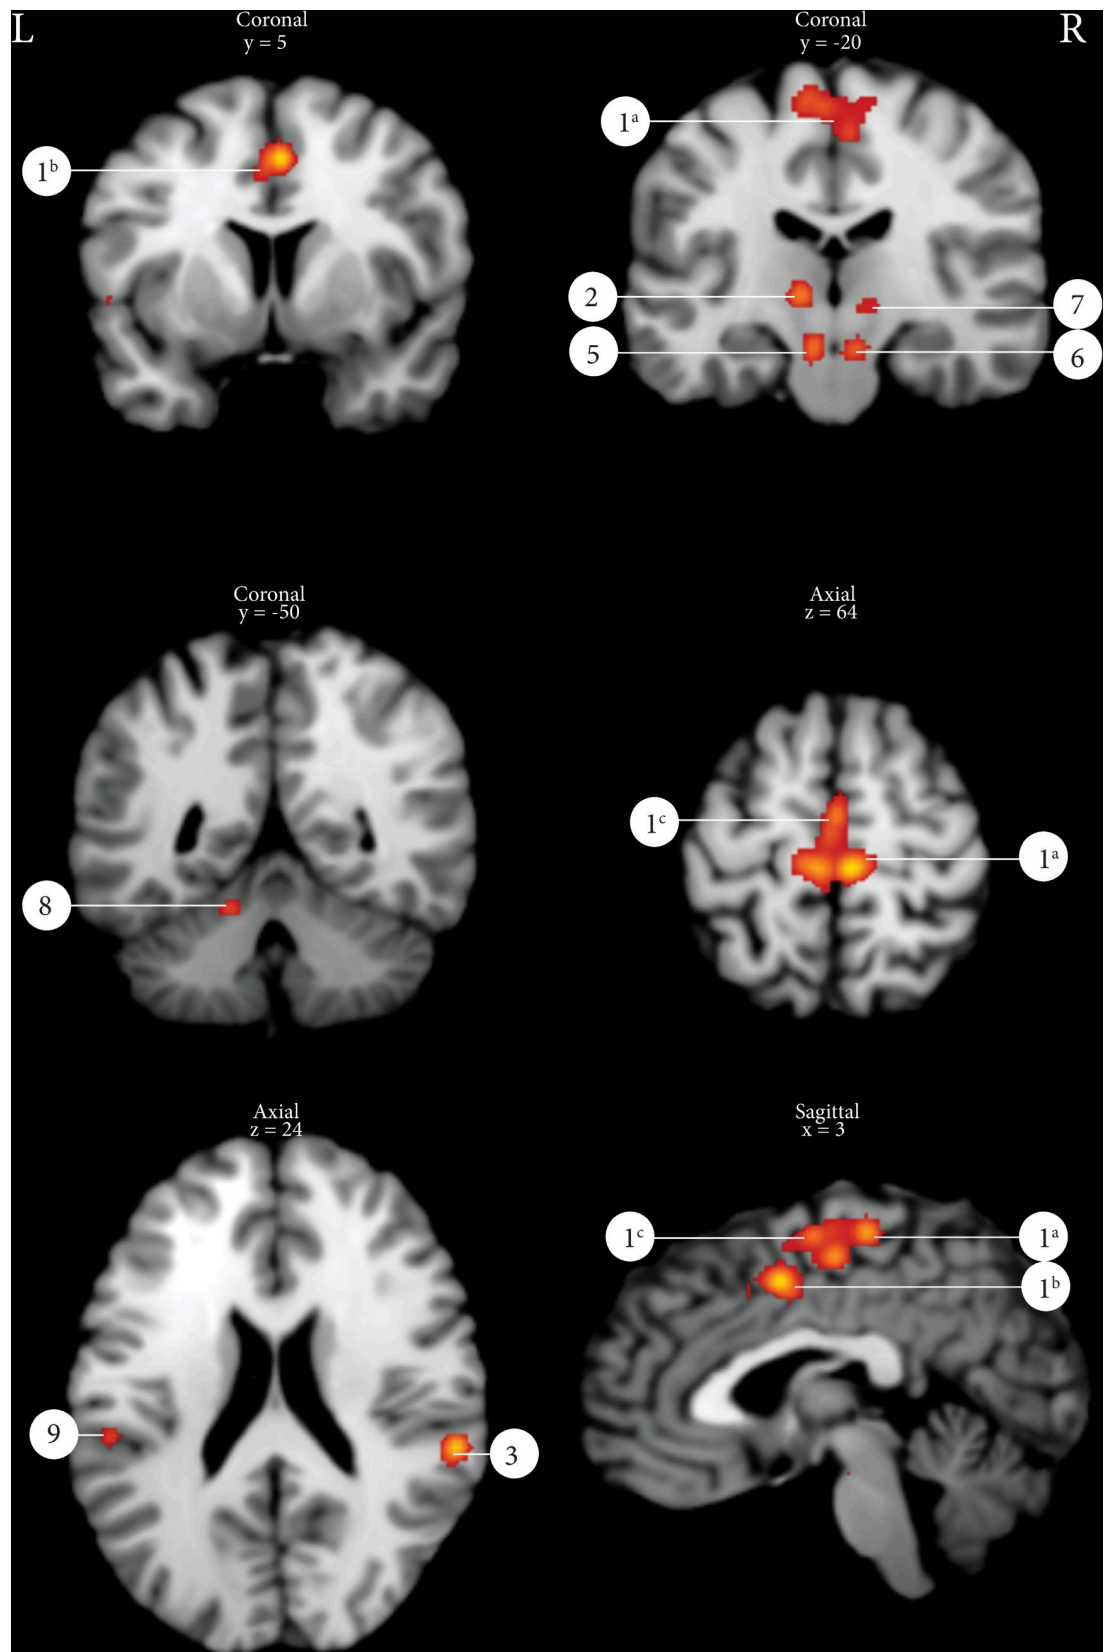 L
Coronal
y = 5
Coronal
y = -20
R
1ᵇ
1ᵃ
2
7
5
6
Coronal
y = -50
Axial
z = 64
1ᶜ
1ᵃ
8
Axial
z = 24
Sagittal
x = 3
1ᶜ
1ᵃ
1ᵇ
9
3